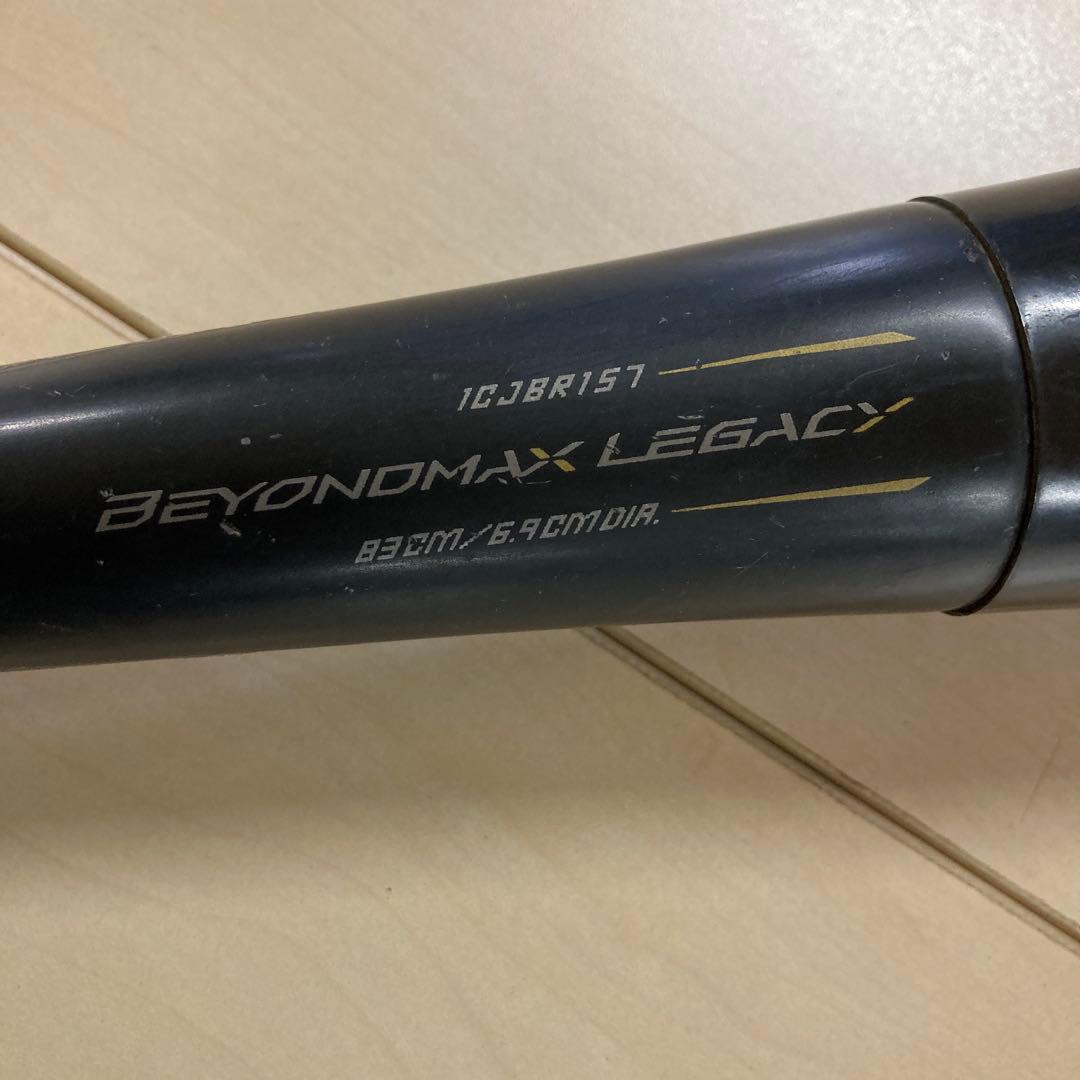 1CJBR157
BEYONDMAX LEGACY
83CM/6.9CM DIA.